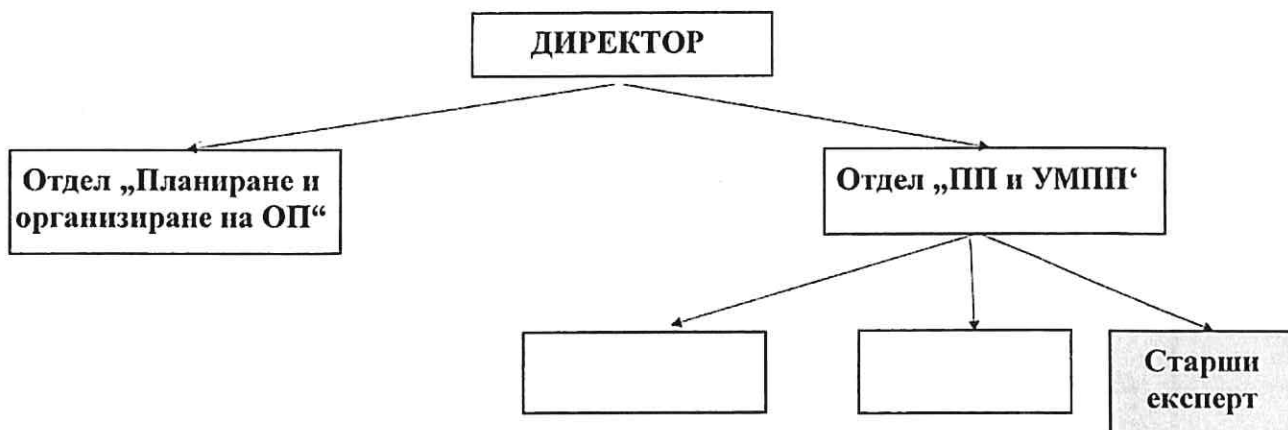 ДИРЕКТОР
Отдел „Планиране и
организиране на ОП“
Отдел „ПП и УМПП‘
Старши
експерт